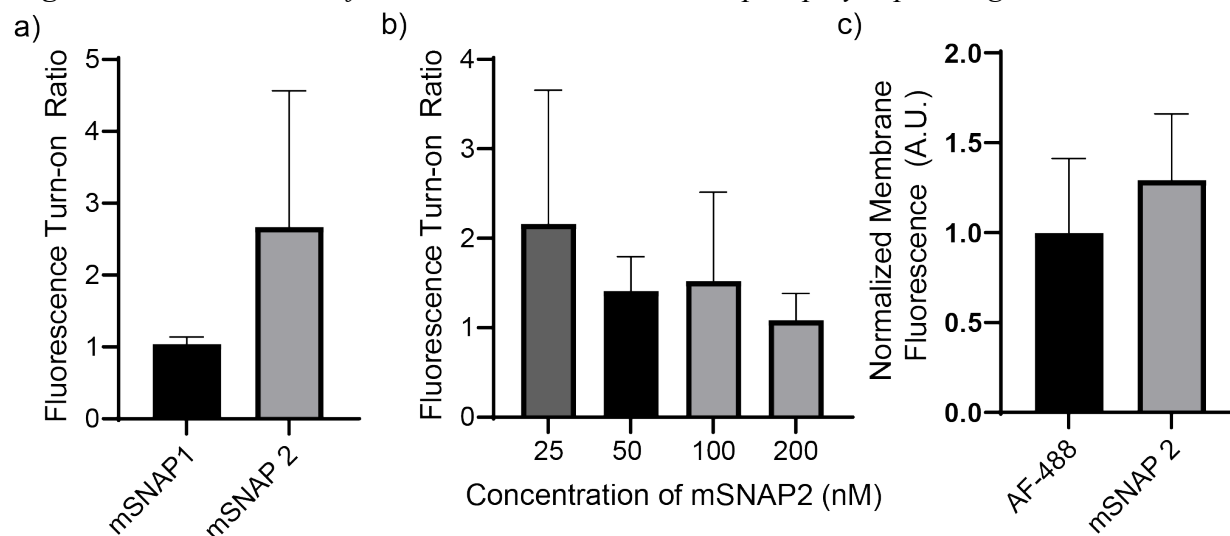 a)
Fluorescence Turn-on Ratio
5
4
3
2
1
0
mSNAP1
mSNAP 2
b)
Fluorescence Turn-on Ratio
4
3
2
1
0
25 50 100 200
Concentration of mSNAP2 (nM)
c)
Normalized Membrane
Fluorescence (A.U.)
2.0
1.5
1.0
0.5
0.0
AF-488
mSNAP 2